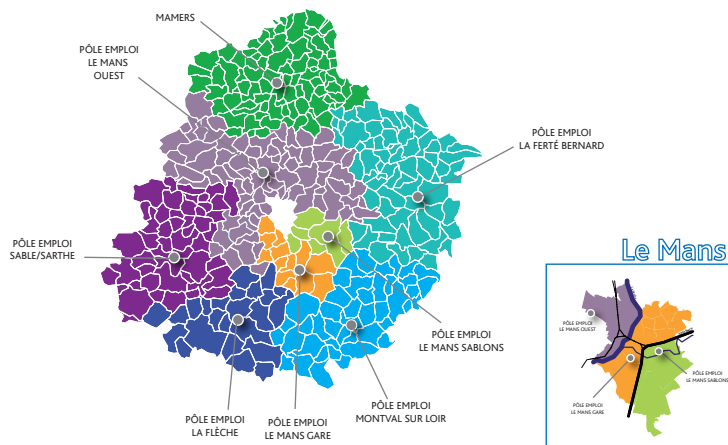 MAMERS
PÔLE EMPLOI
LE MANS
OUEST
PÔLE EMPLOI
LA FERTÉ BERNARD
PÔLE EMPLOI
SABLE/SARTHE
Le Mans
PÔLE EMPLOI
LE MANS SABLONS
PÔLE EMPLOI
LA FLÈCHE
PÔLE EMPLOI
LE MANS GARE
PÔLE EMPLOI
MONTVAL SUR LOIR
PÔLE EMPLOI
LE MANS OUEST
PÔLE EMPLOI
LE MANS SABLONS
PÔLE EMPLOI
LE MANS GARE